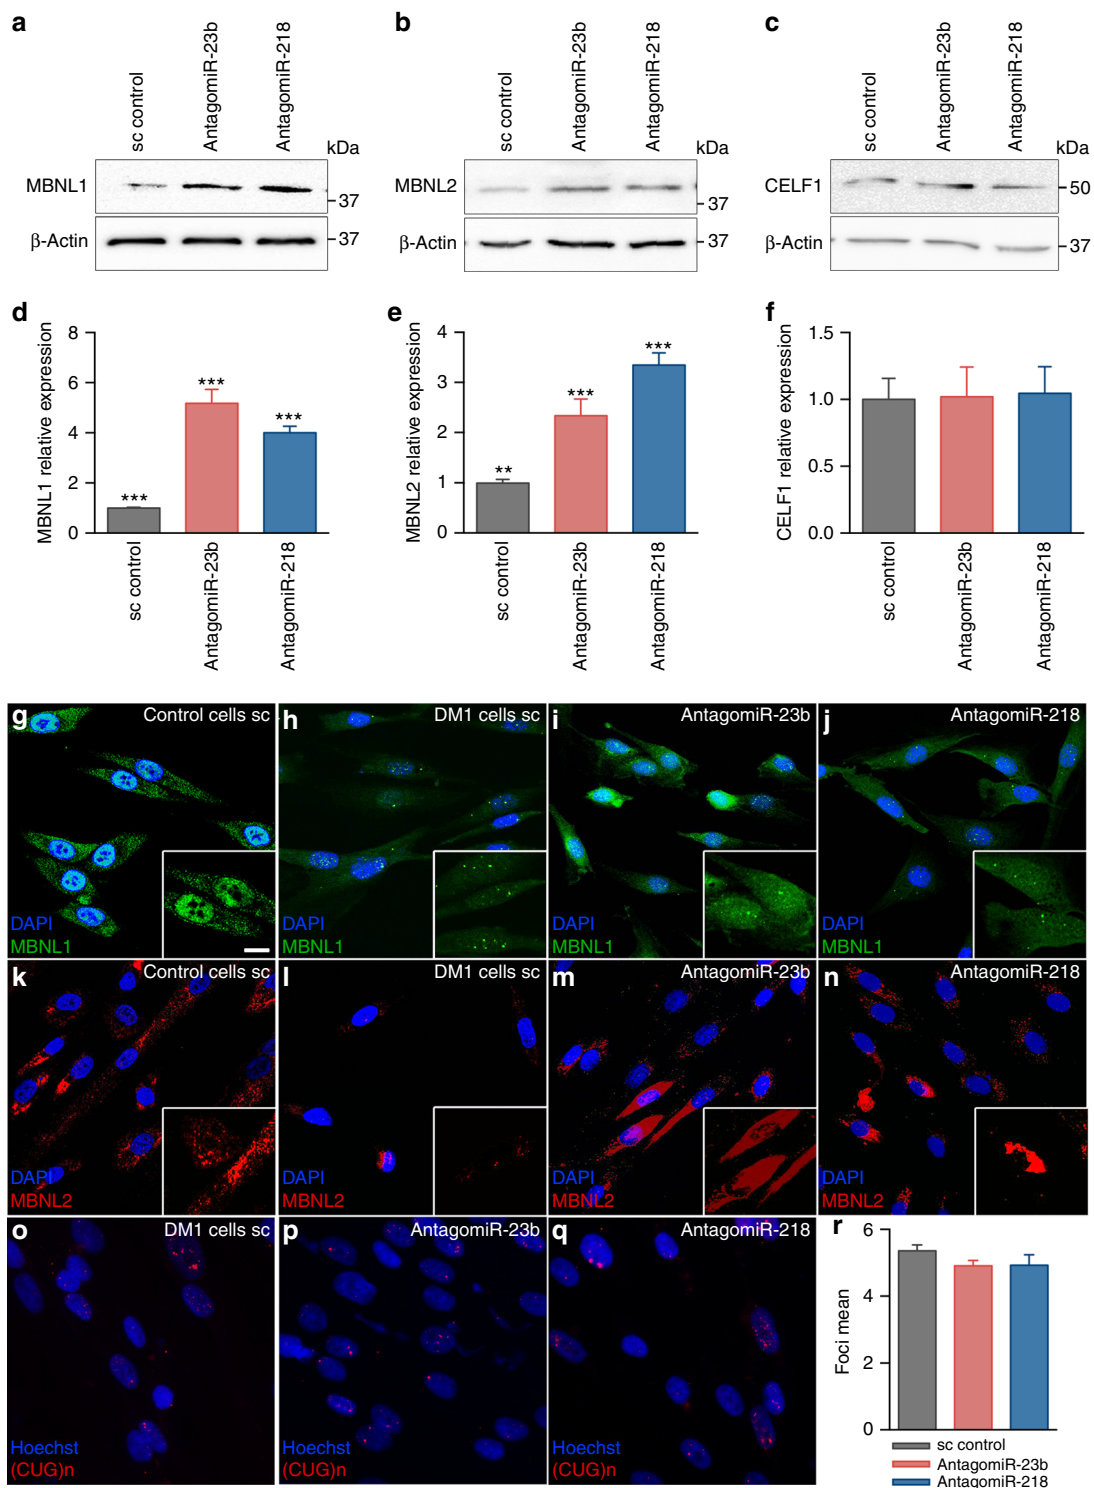 a
sc control
AntagomiR-23b
AntagomiR-218
kDa
MBNL1
37
β-Actin
37
b
sc control
AntagomiR-23b
AntagomiR-218
kDa
MBNL2
37
β-Actin
37
c
sc control
AntagomiR-23b
AntagomiR-218
kDa
CELF1
50
β-Actin
37
d
MBNL1 relative expression
8
6
4
2
0
***
***
***
sc control
AntagomiR-23b
AntagomiR-218
e
MBNL2 relative expression
4
3
2
1
0
**
***
***
sc control
AntagomiR-23b
AntagomiR-218
f
CELF1 relative expression
1.5
1.0
0.5
0.0
sc control
AntagomiR-23b
AntagomiR-218
g
Control cells sc
DAPI
MBNL1
h
DM1 cells sc
DAPI
MBNL1
i
AntagomiR-23b
DAPI
MBNL1
j
AntagomiR-218
DAPI
MBNL1
k
Control cells sc
DAPI
MBNL2
l
DM1 cells sc
DAPI
MBNL2
m
AntagomiR-23b
DAPI
MBNL2
n
AntagomiR-218
DAPI
MBNL2
o
DM1 cells sc
Hoechst
(CUG)n
p
AntagomiR-23b
Hoechst
(CUG)n
q
AntagomiR-218
Hoechst
(CUG)n
r
Foci mean
6
4
2
0
sc control
AntagomiR-23b
AntagomiR-218